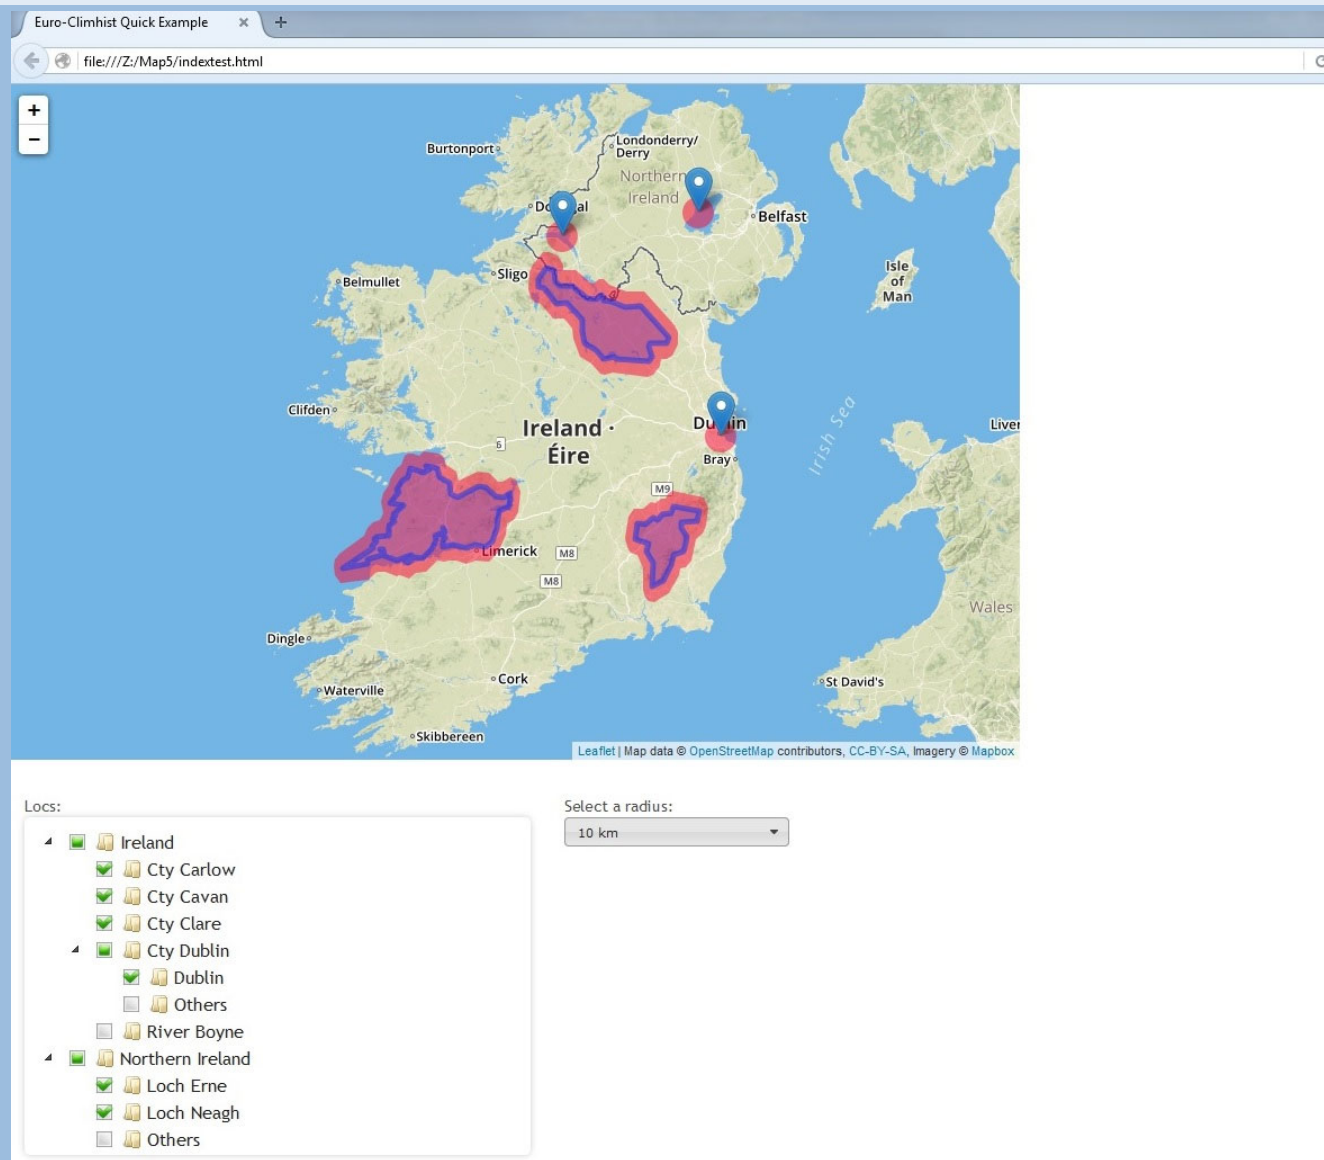 Euro-Climhist Quick Example × +
file:///Z:/Map5/indextest.html
+
−
Burtonport
Londonderry/
Derry
Northern
Ireland
Belfast
Sligo
Belmullet
Isle
of
Man
Clifden
Ireland ·
Éire
6
Bray
Irish Sea
M9
Limerick
M8
M8
Wales
Dingle
Cork
Waterville
St David's
Skibbereen
Leaflet | Map data © OpenStreetMap contributors, CC-BY-SA, Imagery © Mapbox
Locs:
Select a radius:
10 km
Ireland
Cty Carlow
Cty Cavan
Cty Clare
Cty Dublin
Dublin
Others
River Boyne
Northern Ireland
Loch Erne
Loch Neagh
Others